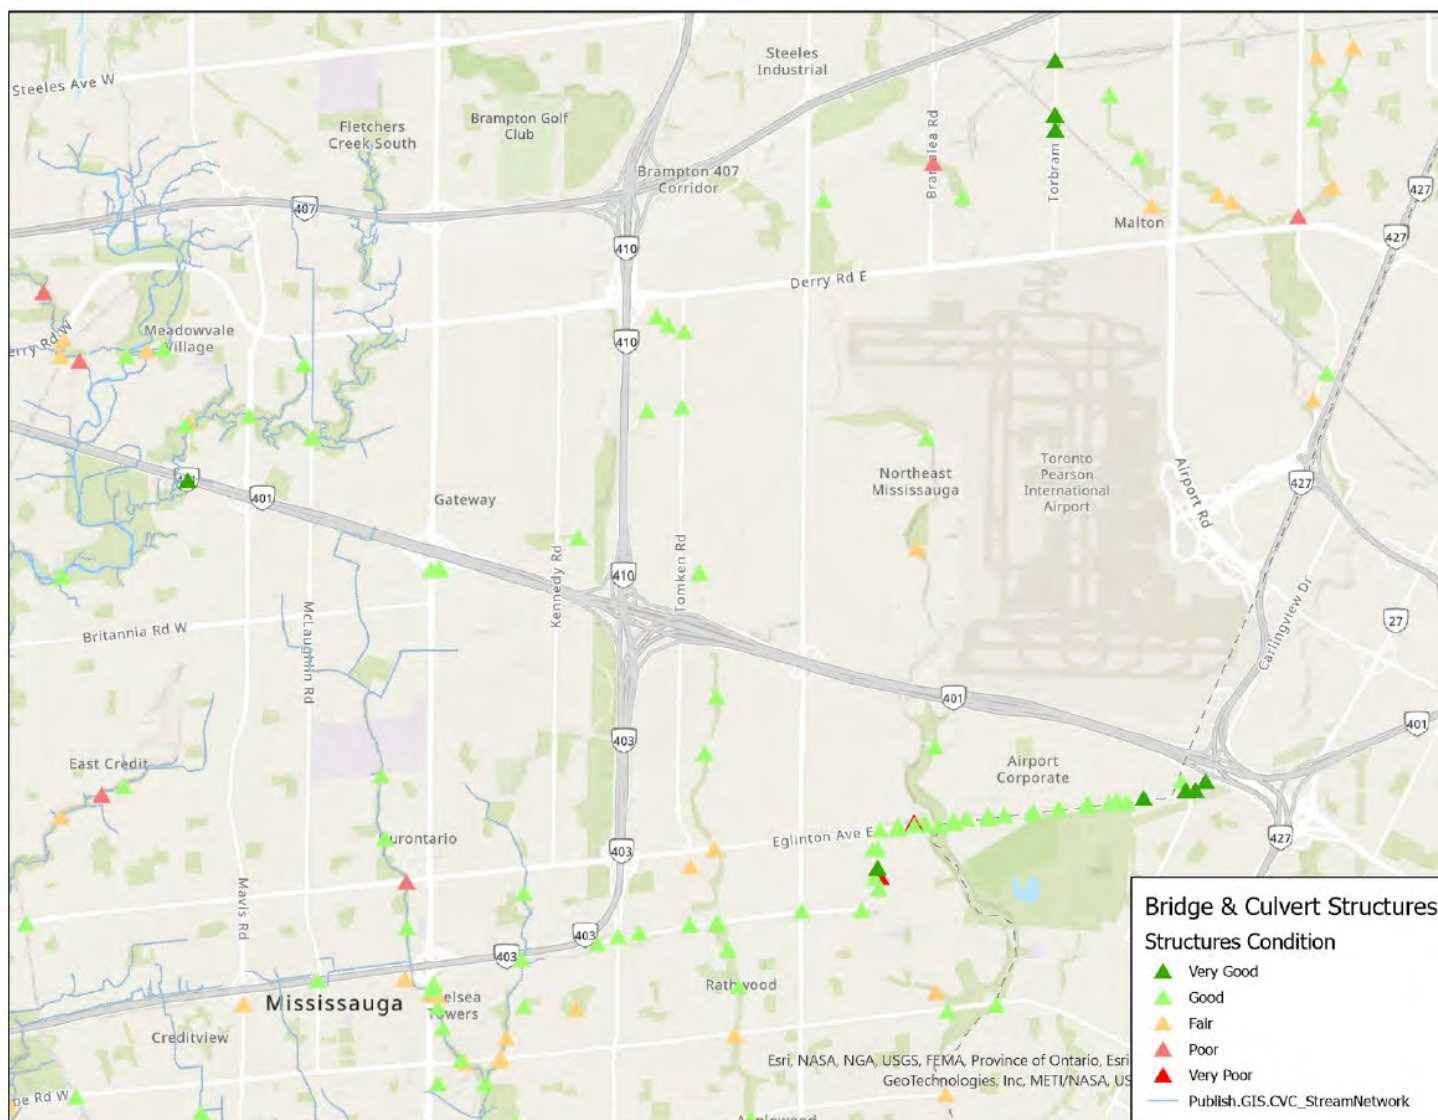 Steeles Ave W
Steeles
Industrial
Fletchers
Creek South
Brampton Golf
Club
Brampton 407
Corridor
Torbram
Malton
427
427
407
410
Derry Rd E
Meadowvale
Village
410
Gateway
401
Northeast
Mississauga
Toronto
Pearson
International
Airport
Airport Rd
427
Kennedy Rd
410
Tomken Rd
Britannia Rd W
McLaughlin Rd
Carlingview Dr
27
401
401
403
East Credit
Airport
Corporate
Eglinton Ave E
403
427
Mavis Rd
403
403
Mississauga
Creditview
Towers
Esri, NASA, NGA, USGS, FEMA, Province of Ontario, Esri
GeoTechnologies, Inc, METI/NASA, US
Bridge & Culvert Structures
Structures Condition
Very Good
Good
Fair
Poor
Very Poor
Publish.GIS.CVC_StreamNetwork